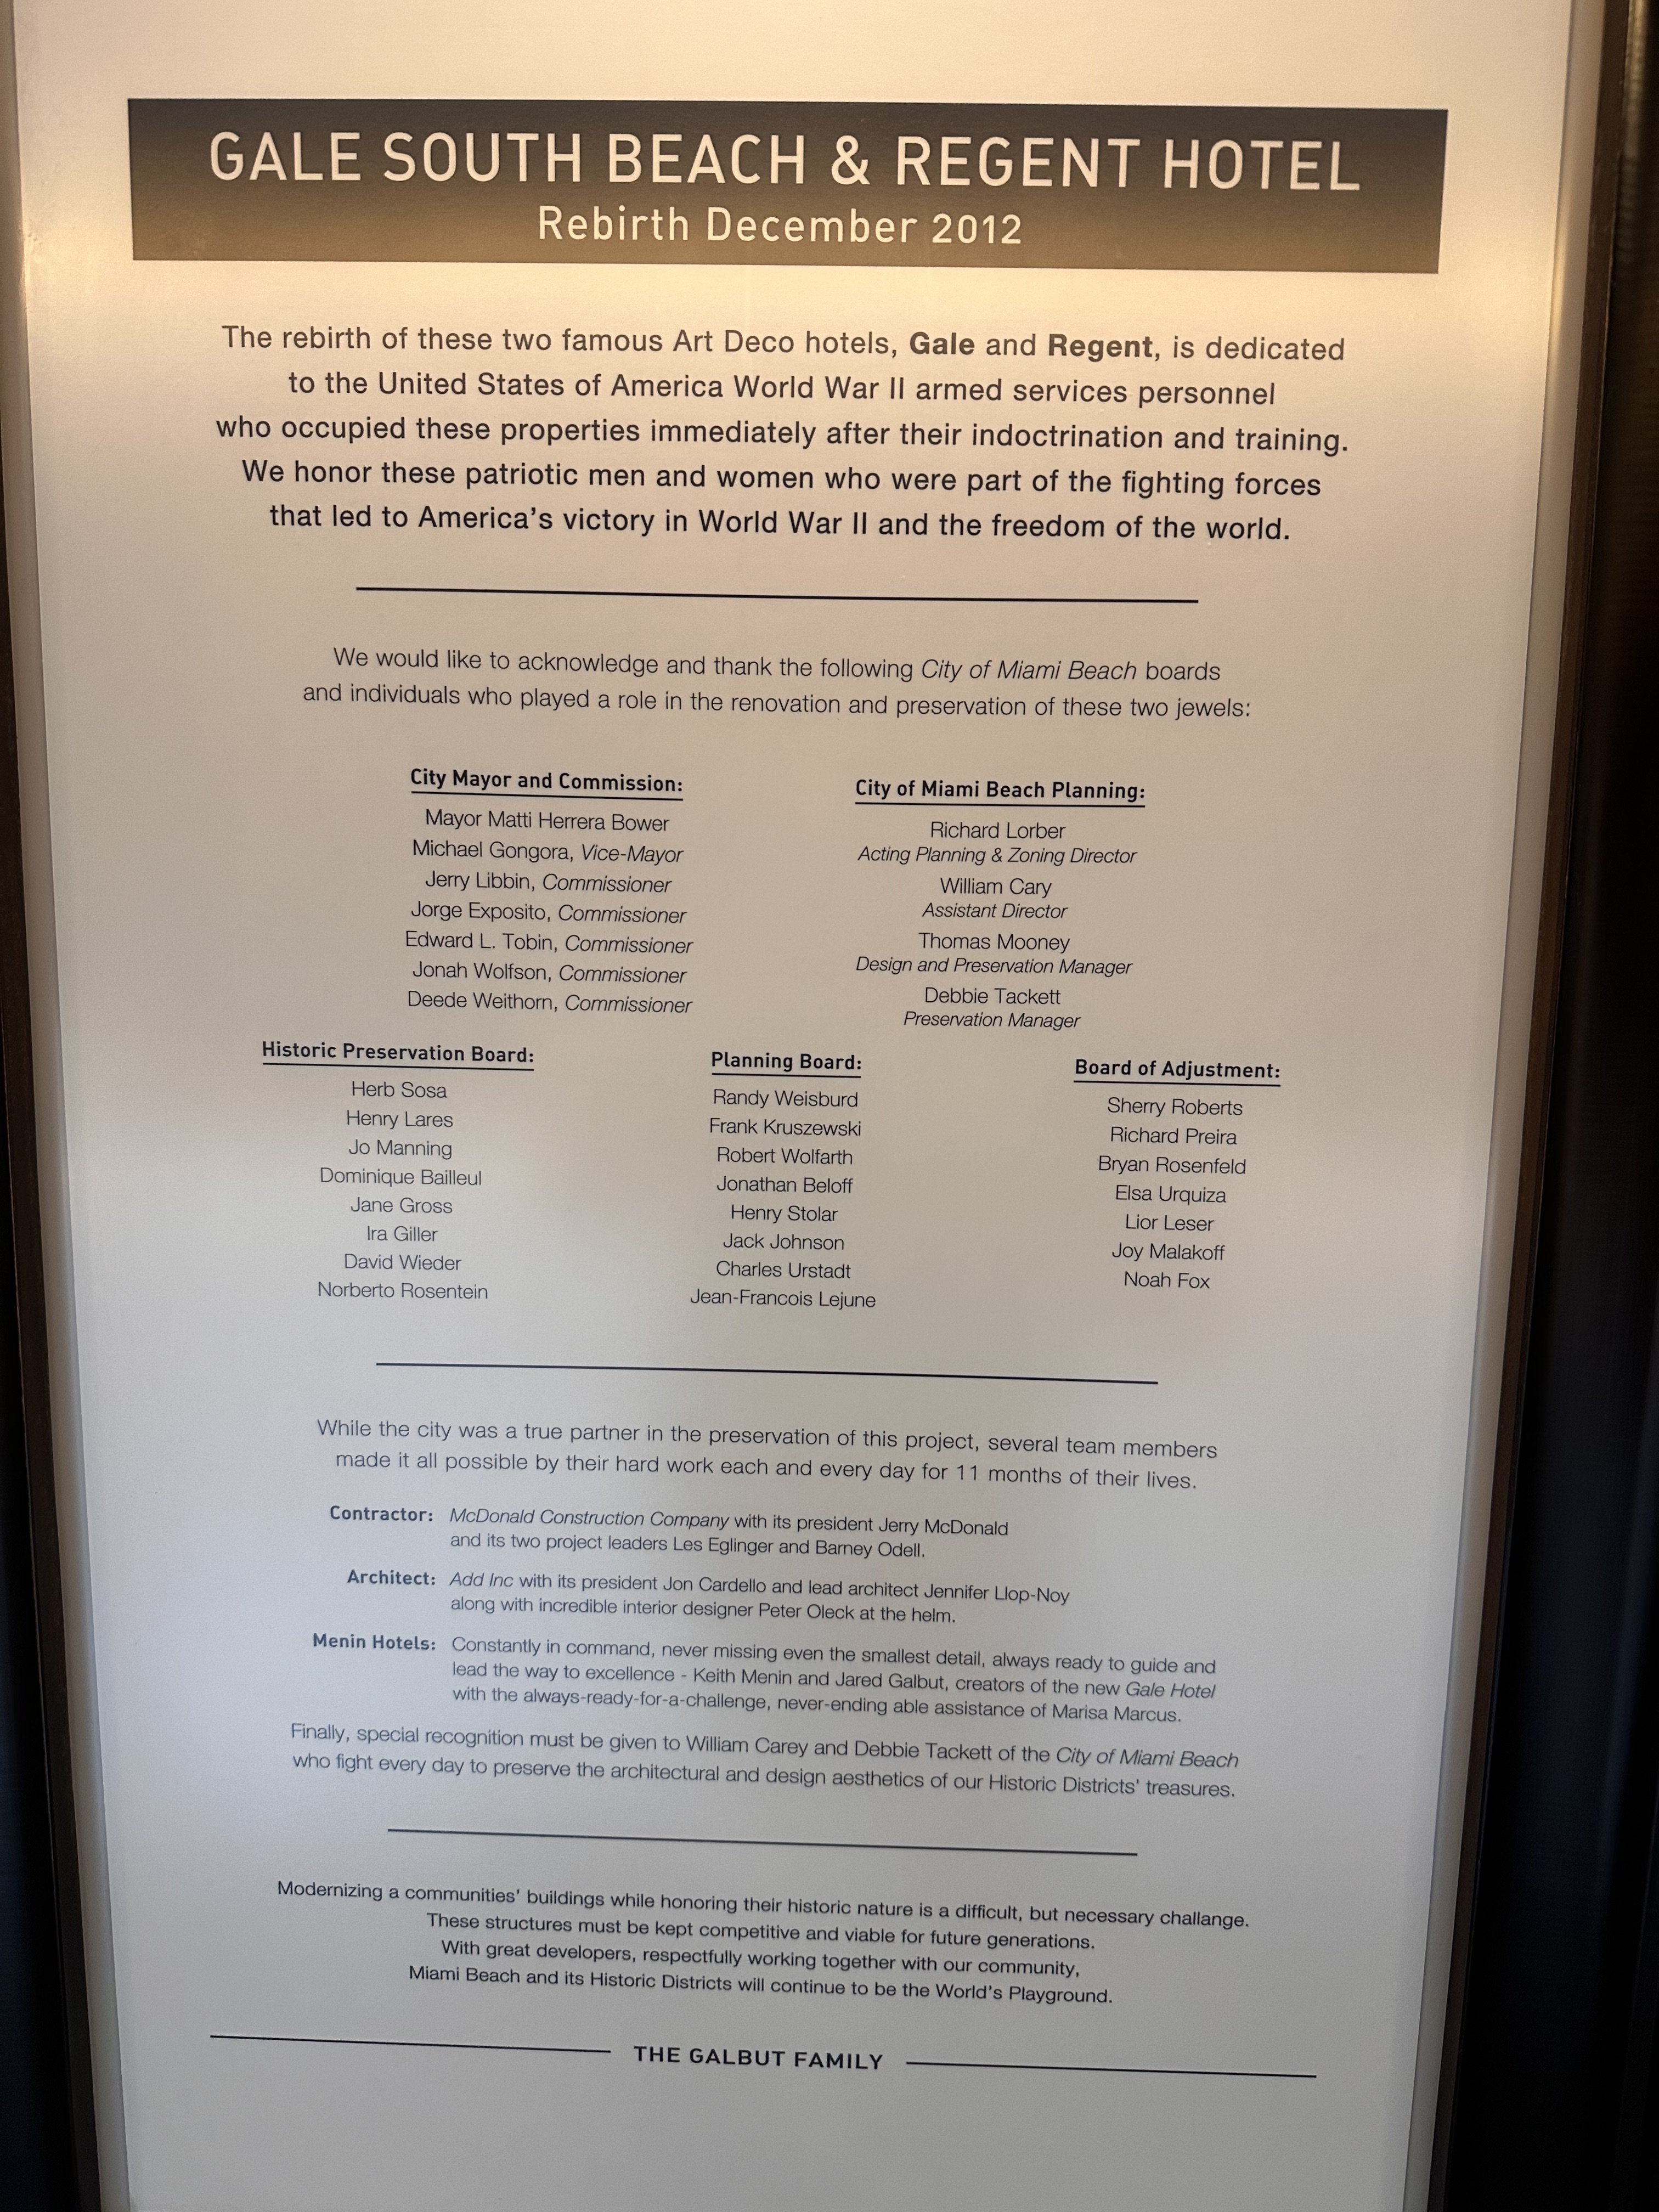 GALE SOUTH BEACH & REGENT HOTEL
Rebirth December 2012
The rebirth of these two famous Art Deco hotels, Gale and Regent, is dedicated
to the United States of America World War II armed services personnel
who occupied these properties immediately after their indoctrination and training.
We honor these patriotic men and women who were part of the fighting forces
that led to America's victory in World War II and the freedom of the world.
We would like to acknowledge and thank the following City of Miami Beach boards
and individuals who played a role in the renovation and preservation of these two jewels:
City Mayor and Commission:
Mayor Matti Herrera Bower
Michael Gongora, Vice-Mayor
Jerry Libbin, Commissioner
Jorge Exposito, Commissioner
Edward L. Tobin, Commissioner
Jonah Wolfson, Commissioner
Deede Weithorn, Commissioner
City of Miami Beach Planning:
Richard Lorber
Acting Planning & Zoning Director
William Cary
Assistant Director
Thomas Mooney
Design and Preservation Manager
Debbie Tackett
Preservation Manager
Historic Preservation Board:
Herb Sosa
Henry Lares
Jo Manning
Dominique Bailleul
Jane Gross
Ira Giller
David Wieder
Norberto Rosentein
Planning Board:
Randy Weisburd
Frank Kruszewski
Robert Wolfarth
Jonathan Beloff
Henry Stolar
Jack Johnson
Charles Urstadt
Jean-Francois Lejune
Board of Adjustment:
Sherry Roberts
Richard Preira
Bryan Rosenfeld
Elsa Urquiza
Lior Leser
Joy Malakoff
Noah Fox
While the city was a true partner in the preservation of this project, several team members
made it all possible by their hard work each and every day for 11 months of their lives.
Contractor: McDonald Construction Company with its president Jerry McDonald
and its two project leaders Les Eglinger and Barney Odell.
Architect: Add Inc with its president Jon Cardello and lead architect Jennifer Llop-Noy
along with incredible interior designer Peter Oleck at the helm.
Menin Hotels: Constantly in command, never missing even the smallest detail, always ready to guide and
lead the way to excellence - Keith Menin and Jared Galbut, creators of the new Gale Hotel
with the always-ready-for-a-challenge, never-ending able assistance of Marisa Marcus.
Finally, special recognition must be given to William Carey and Debbie Tackett of the City of Miami Beach
who fight every day to preserve the architectural and design aesthetics of our Historic Districts' treasures.
Modernizing a communities' buildings while honoring their historic nature is a difficult, but necessary challange.
These structures must be kept competitive and viable for future generations.
With great developers, respectfully working together with our community,
Miami Beach and its Historic Districts will continue to be the World's Playground.
THE GALBUT FAMILY